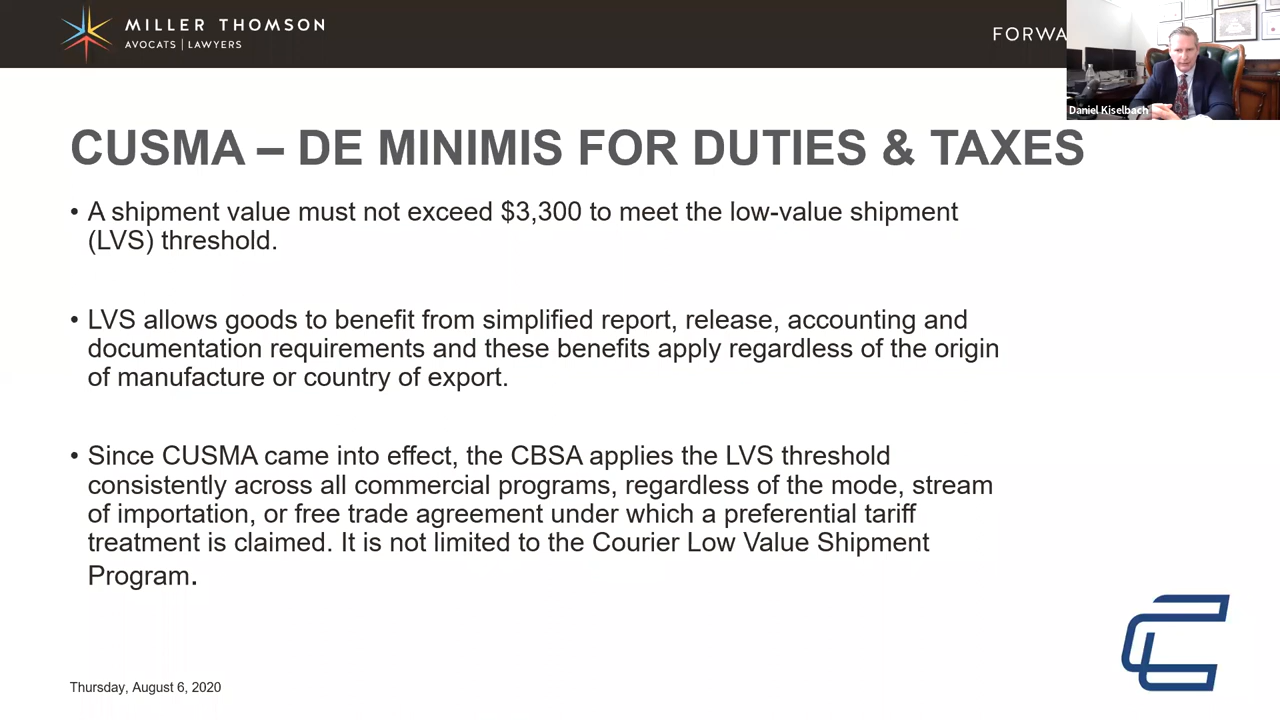 MILLER THOMSON
AVOCATS | LAWYERS
FORWA
Daniel Kiselbach
CUSMA – DE MINIMIS FOR DUTIES & TAXES
• A shipment value must not exceed $3,300 to meet the low-value shipment
(LVS) threshold.
• LVS allows goods to benefit from simplified report, release, accounting and
documentation requirements and these benefits apply regardless of the origin
of manufacture or country of export.
• Since CUSMA came into effect, the CBSA applies the LVS threshold
consistently across all commercial programs, regardless of the mode, stream
of importation, or free trade agreement under which a preferential tariff
treatment is claimed. It is not limited to the Courier Low Value Shipment
Program.
Thursday, August 6, 2020